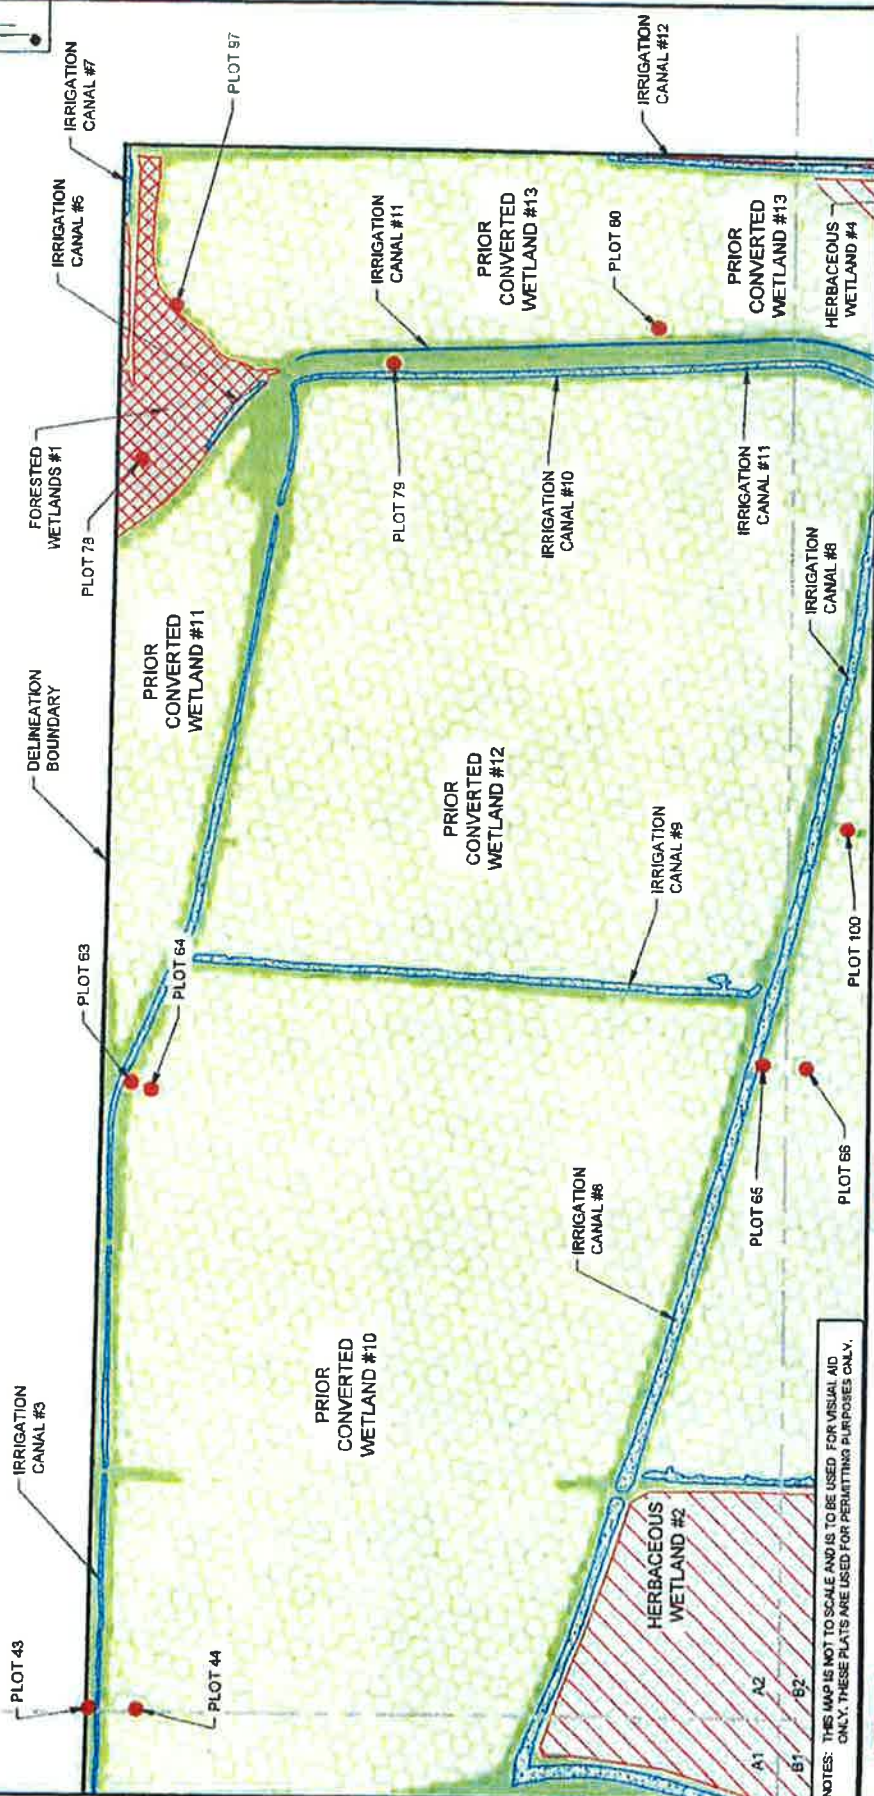 IRRIGATION
CANAL #7
PLOT 97
IRRIGATION
CANAL #6
FORESTED
WETLANDS #1
PLOT 78
IRRIGATION
CANAL #12
IRRIGATION
CANAL #11
PRIOR
CONVERTED
WETLAND #13
PLOT 80
PRIOR
CONVERTED
WETLAND #13
HERBACEOUS
WETLAND #4
PLOT 79
IRRIGATION
CANAL #10
IRRIGATION
CANAL #11
IRRIGATION
CANAL #8
DELINEATION
BOUNDARY
PRIOR
CONVERTED
WETLAND #11
PRIOR
CONVERTED
WETLAND #12
IRRIGATION
CANAL #9
PLOT 100
PLOT 63
PLOT 64
PLOT 65
PLOT 66
IRRIGATION
CANAL #8
IRRIGATION
CANAL #3
PRIOR
CONVERTED
WETLAND #10
PLOT 43
PLOT 44
HERBACEOUS
WETLAND #2
A1 A2
B1 B2
NOTES: THIS MAP IS NOT TO SCALE AND IS TO BE USED FOR VISUAL AID
ONLY. THESE PLATS ARE USED FOR PERMITTING PURPOSES ONLY.